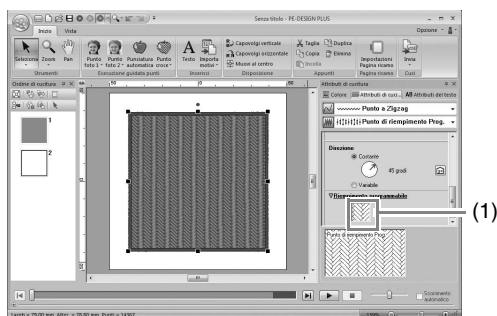 Senza titolo - PE-DESIGN PLUS
Inizio Vista
Opzione
Seleziona Zoom Pan
Strumenti
Punto foto 1 Punto foto 2 Punciatura automatica Punto croce
Esecuzione guidata punti
A Testo Importa motivi
Inserisci
Capovolgi verticale
Capovolgi orizzontale
Muovi al centro
Disposizione
Taglia Duplica
Copia Elimina
Incolla
Appunti
Impostazioni Pagina ricamo
Pagina ricamo
Invia
Cuci
Ordine di cucitura
1
2
Attributi di cucitura
Colore Attributi di cuci... AB Attributi del testo
Punto a Zigzag
Punto di riempimento Prog.
Direzione
Costante
45 gradi
Variabile
Riempimento programmabile
(1)
Punto di riempimento Prog.
Scorrimento automatico